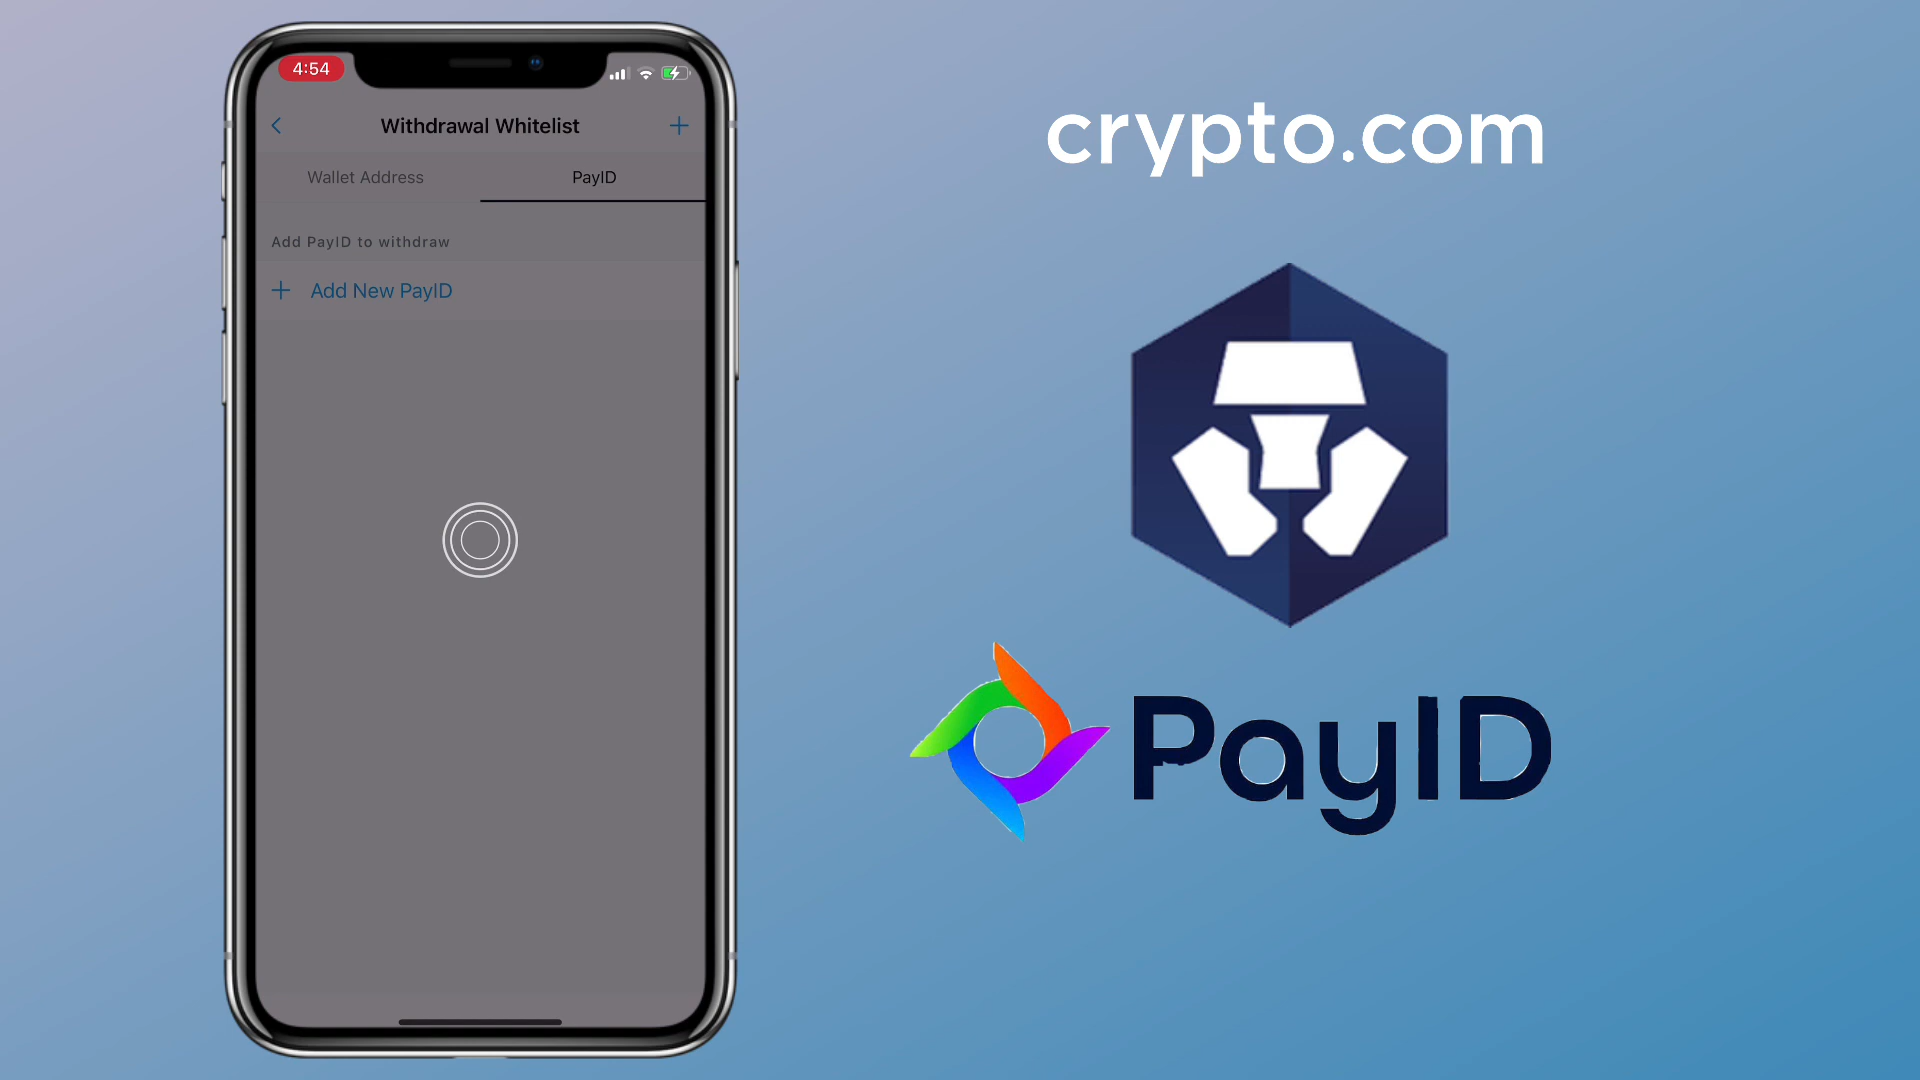 4:54
Withdrawal Whitelist
Wallet Address PayID
Add PayID to withdraw
Add New PayID
crypto.com
PayID